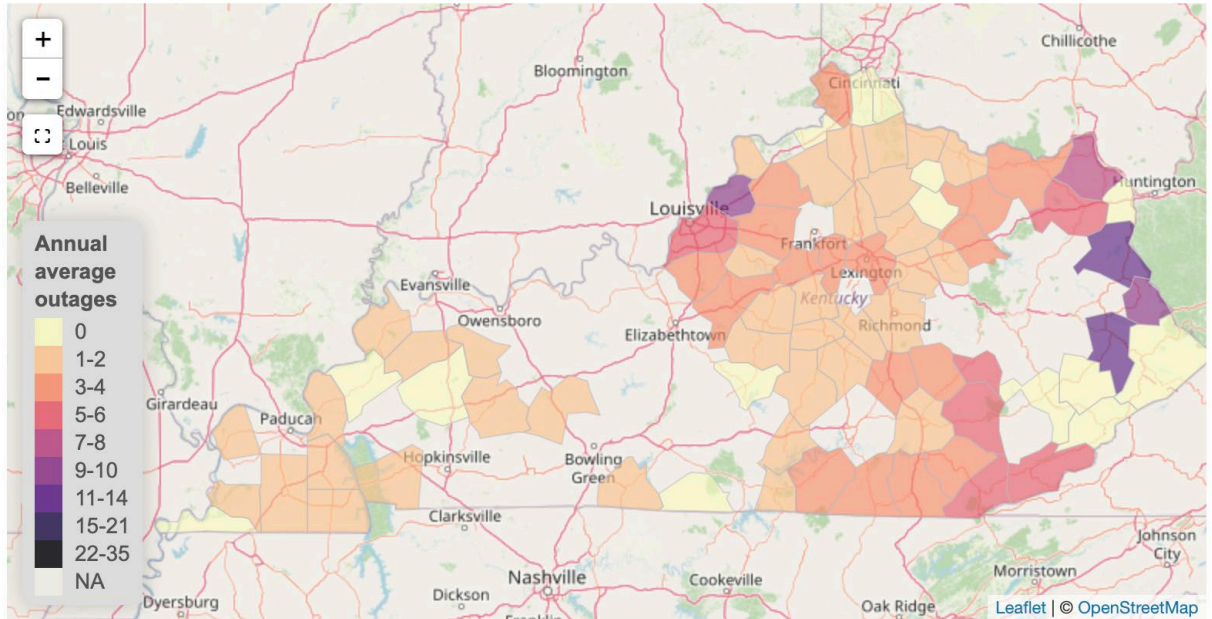 +
−
Chillicothe
Cincinnati
Bloomington
on
Edwardsville
Louis
Belleville
Huntington
Louisville
Frankfort
Lexington
Kentucky
Richmond
Evansville
Owensboro
Elizabethtown
Annual
average
outages
0
1-2
3-4
5-6
7-8
9-10
11-14
15-21
22-35
NA
Girardeau
Paducah
Hopkinsville
Bowling
Green
Clarksville
Johnson
City
Nashville
Cookeville
Morristown
Dickson
Dyersburg
Oak Ridge
Franklin
Leaflet | © OpenStreetMap